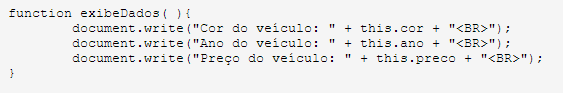 function exibeDados( ){
        document.write("Cor do veículo: " + this.cor + "<BR>");
        document.write("Ano do veículo: " + this.ano + "<BR>");
        document.write("Preço do veículo: " + this.preco + "<BR>");
}